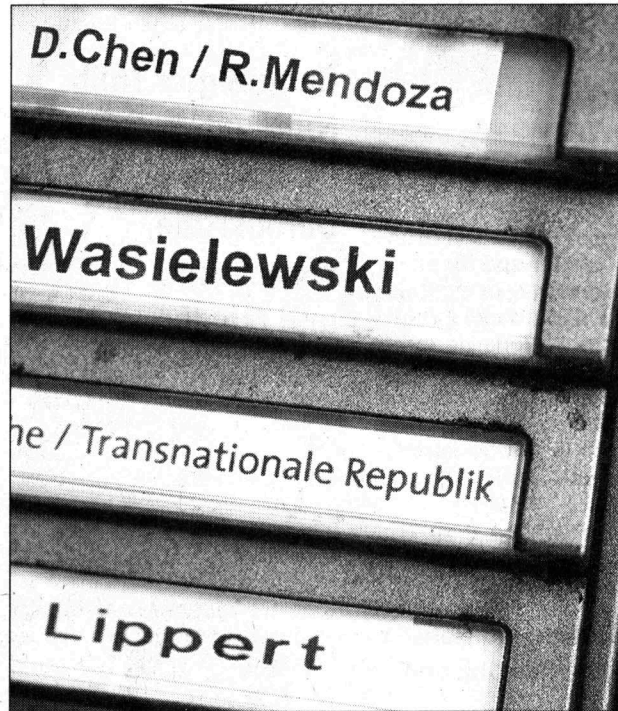 D.Chen / R.Mendoza
Wasielewski
he / Transnationale Republik
Lippert